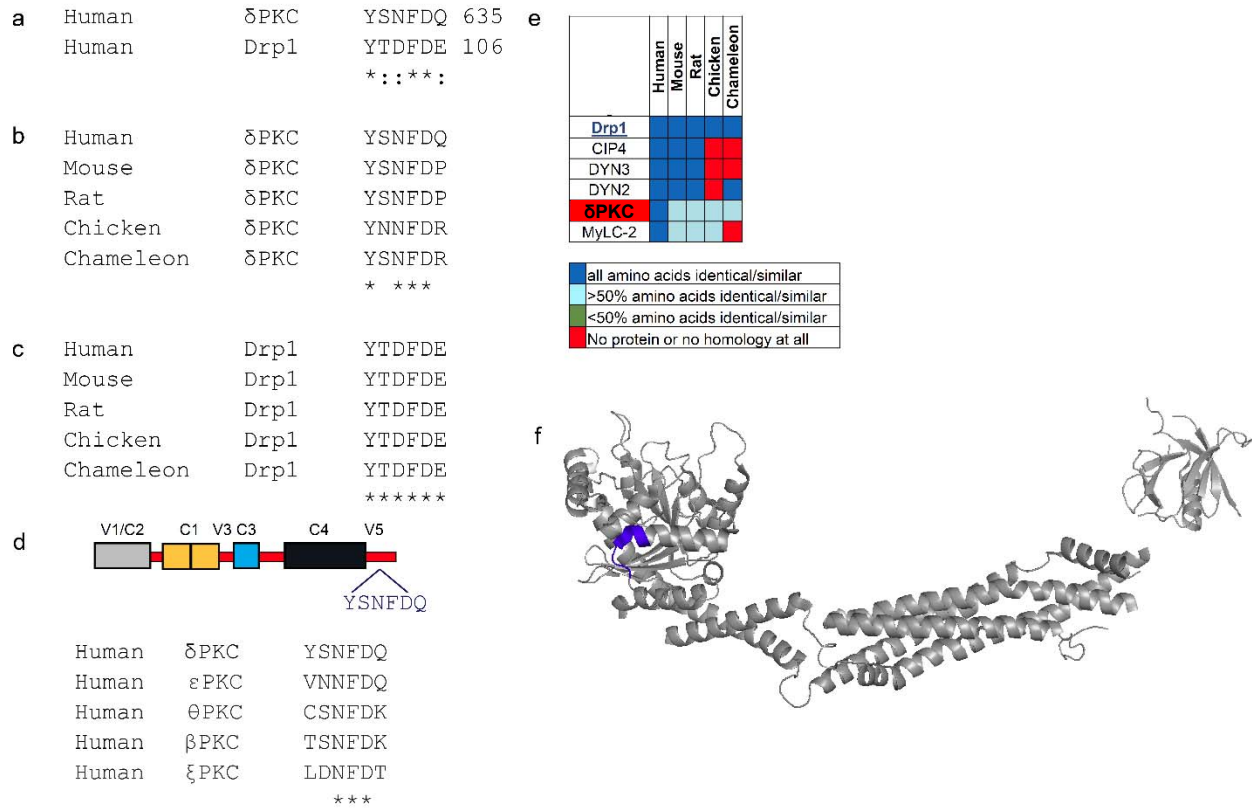 a
Human δPKC YSNFDQ 635
Human Drp1 YTDFDE 106
*::**:
b
Human δPKC YSNFDQ
Mouse δPKC YSNFDP
Rat δPKC YSNFDP
Chicken δPKC YNNFDR
Chameleon δPKC YSNFDR
* ***
c
Human Drp1 YTDFDE
Mouse Drp1 YTDFDE
Rat Drp1 YTDFDE
Chicken Drp1 YTDFDE
Chameleon Drp1 YTDFDE
******
d
V1/C2 C1 V3 C3 C4 V5
YSNFDQ
Human δPKC YSNFDQ
Human εPKC VNNFDQ
Human θPKC CSNFDK
Human βPKC TSNFDK
Human ξPKC LDNFDT
***
e
Human Mouse Rat Chicken Chameleon
Drp1
CIP4
DYN3
DYN2
δPKC
MyLC-2
all amino acids identical/similar
>50% amino acids identical/similar
<50% amino acids identical/similar
No protein or no homology at all
f